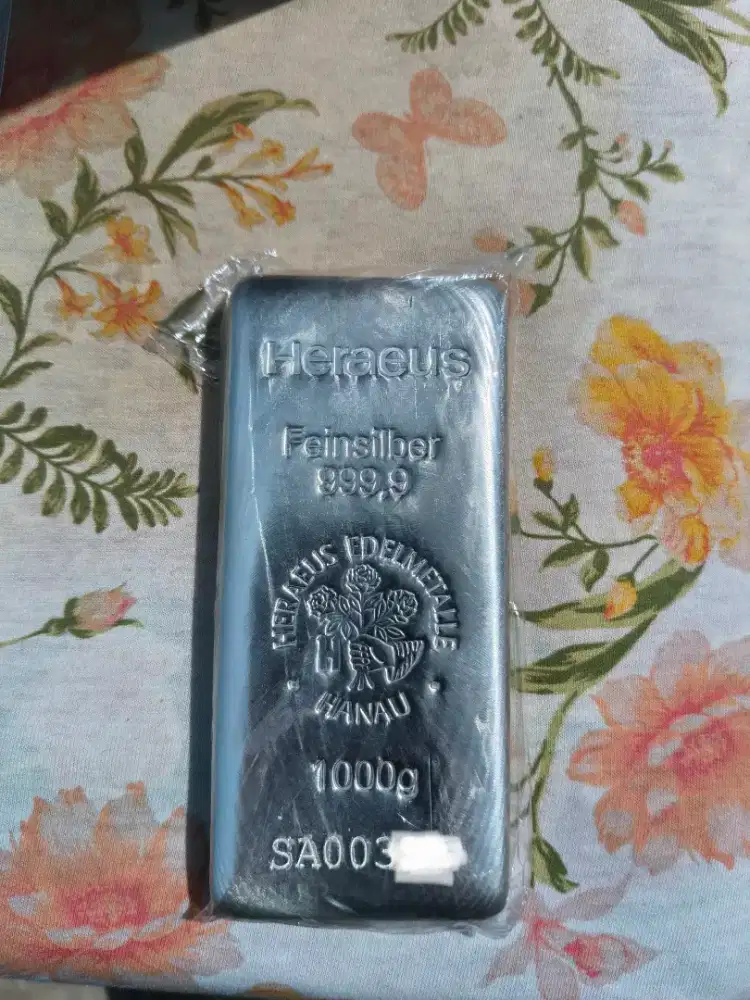 Heraeus
Feinsilber
999,9
HERAEUS EDELMETALLE
H
HANAU
1000g
SA003